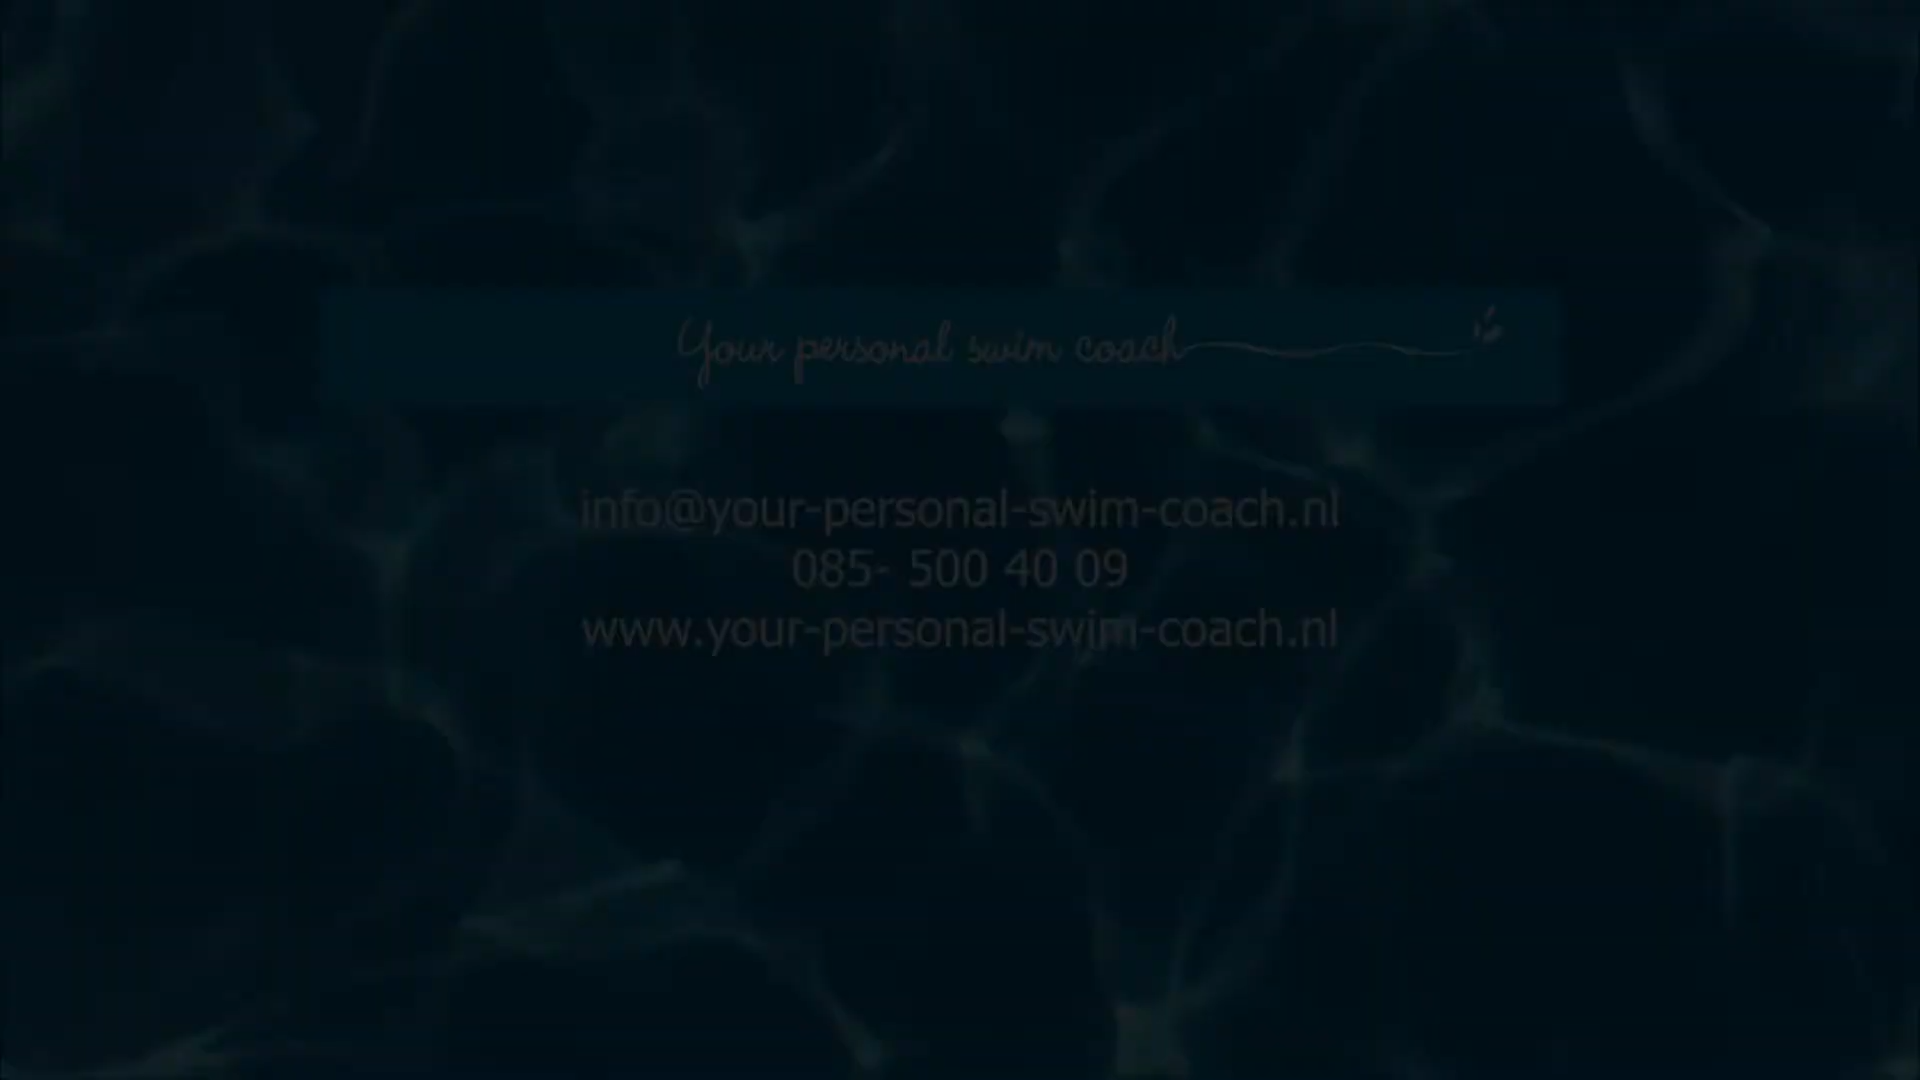 Your personal swim coach
info@your-personal-swim-coach.nl
085- 500 40 09
www.your-personal-swim-coach.nl